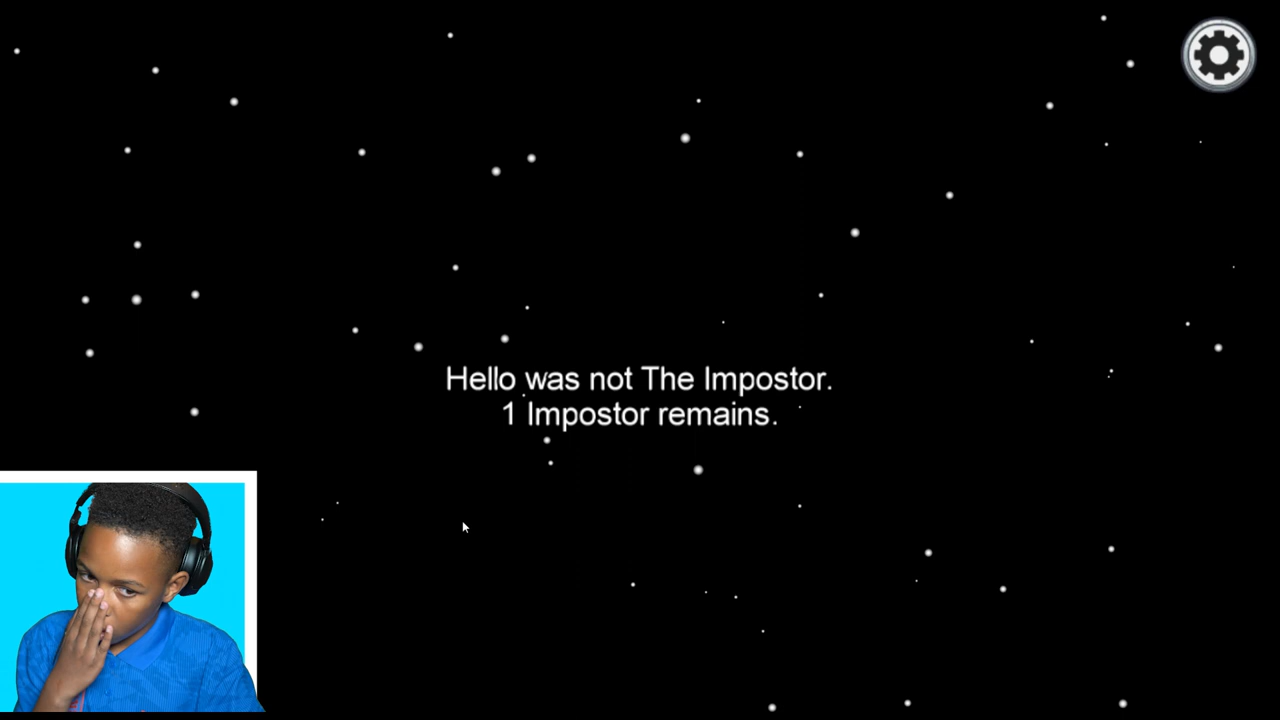 Hello was not The Impostor.
1 Impostor remains.